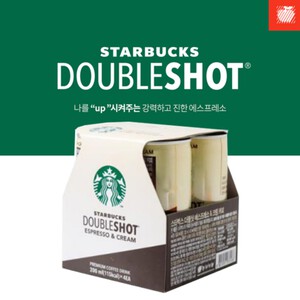 STARBUCKS
DOUBLESHOT®
나를 “up ”시켜주는 강력하고 진한 에스프레소
STARBUCKS
DOUBLESHOT
ESPRESSO & CREAM
PREMIUM COFFEE DRINK